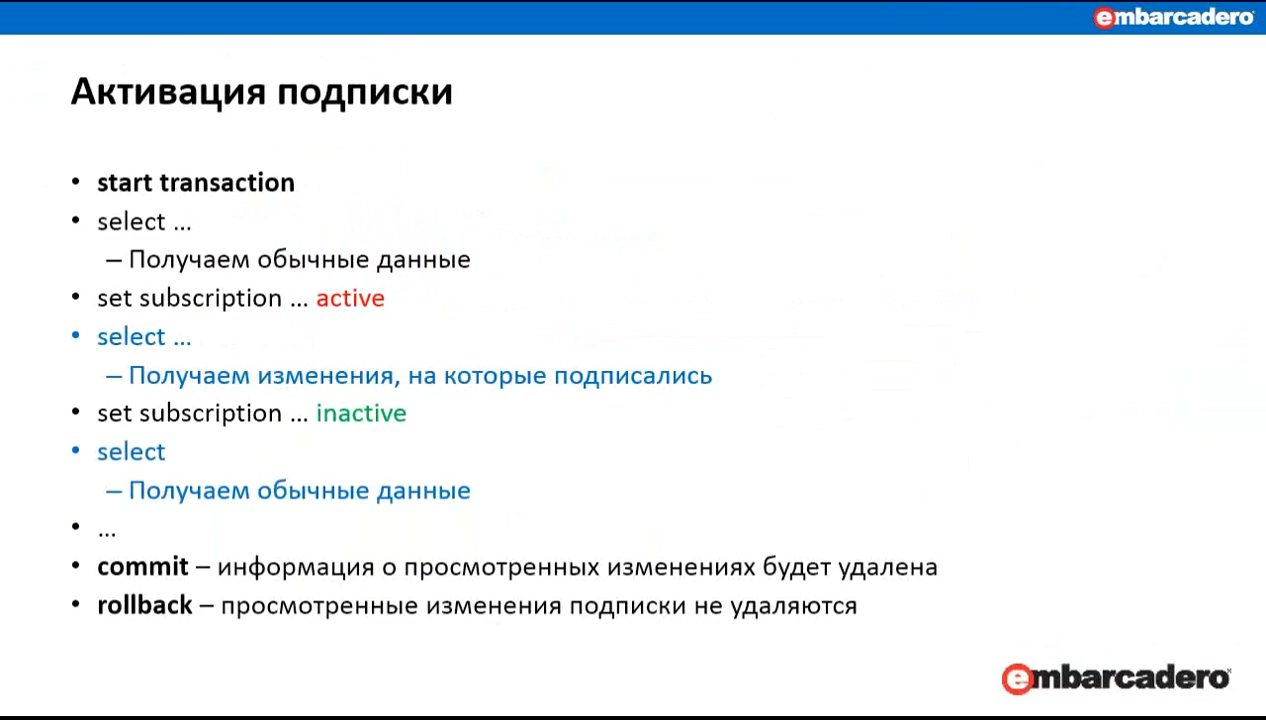 embarcadero
Активация подписки
• start transaction
• select ...
– Получаем обычные данные
• set subscription ... active
• select ...
– Получаем изменения, на которые подписались
• set subscription ... inactive
• select
– Получаем обычные данные
• ...
• commit – информация о просмотренных изменениях будет удалена
• rollback – просмотренные изменения подписки не удаляются
embarcadero